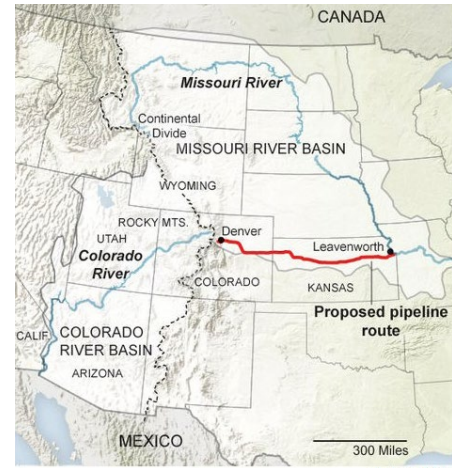 CANADA
Missouri River
Continental
Divide
MISSOURI RIVER BASIN
WYOMING
ROCKY MTS.
Denver
UTAH
Leavenworth
Colorado
River
COLORADO
KANSAS
Proposed pipeline
route
CALIF.
COLORADO
RIVER BASIN
ARIZONA
MEXICO
300 Miles